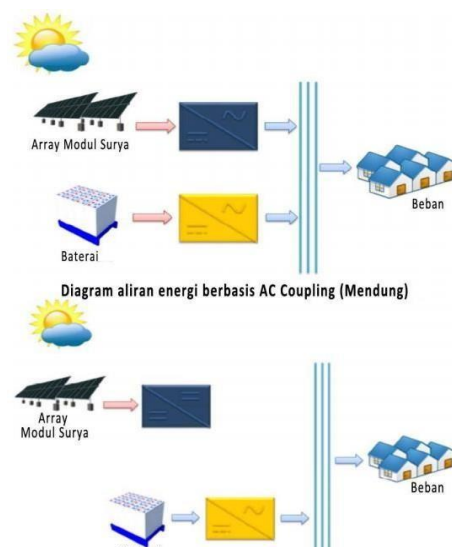 Array Modul Surya
Beban
Baterai
Diagram aliran energi berbasis AC Coupling (Mendung)
Array
Modul Surya
Beban